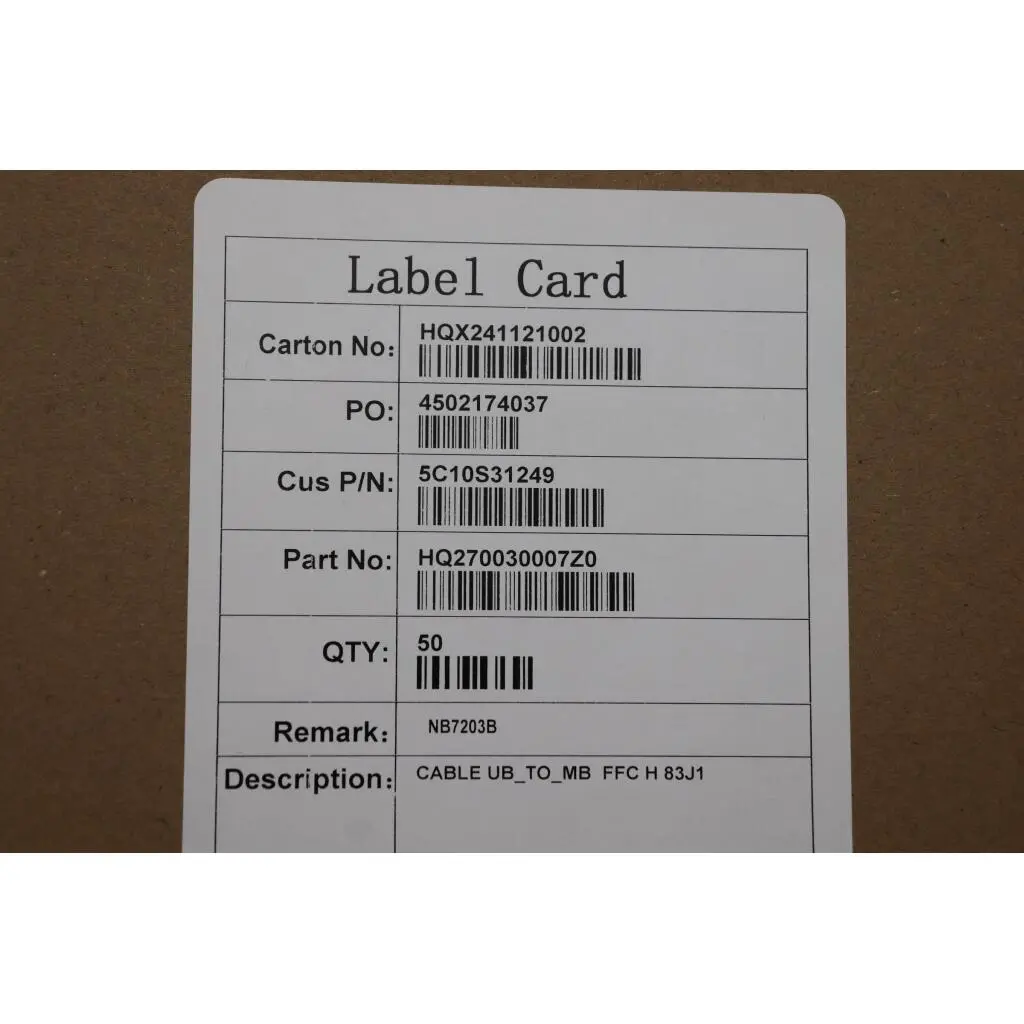 Label Card
Carton No: HQX241121002
PO: 4502174037
Cus P/N: 5C10S31249
Part No: HQ270030007Z0
QTY: 50
Remark: NB7203B
Description: CABLE UB_TO_MB FFC H 83J1